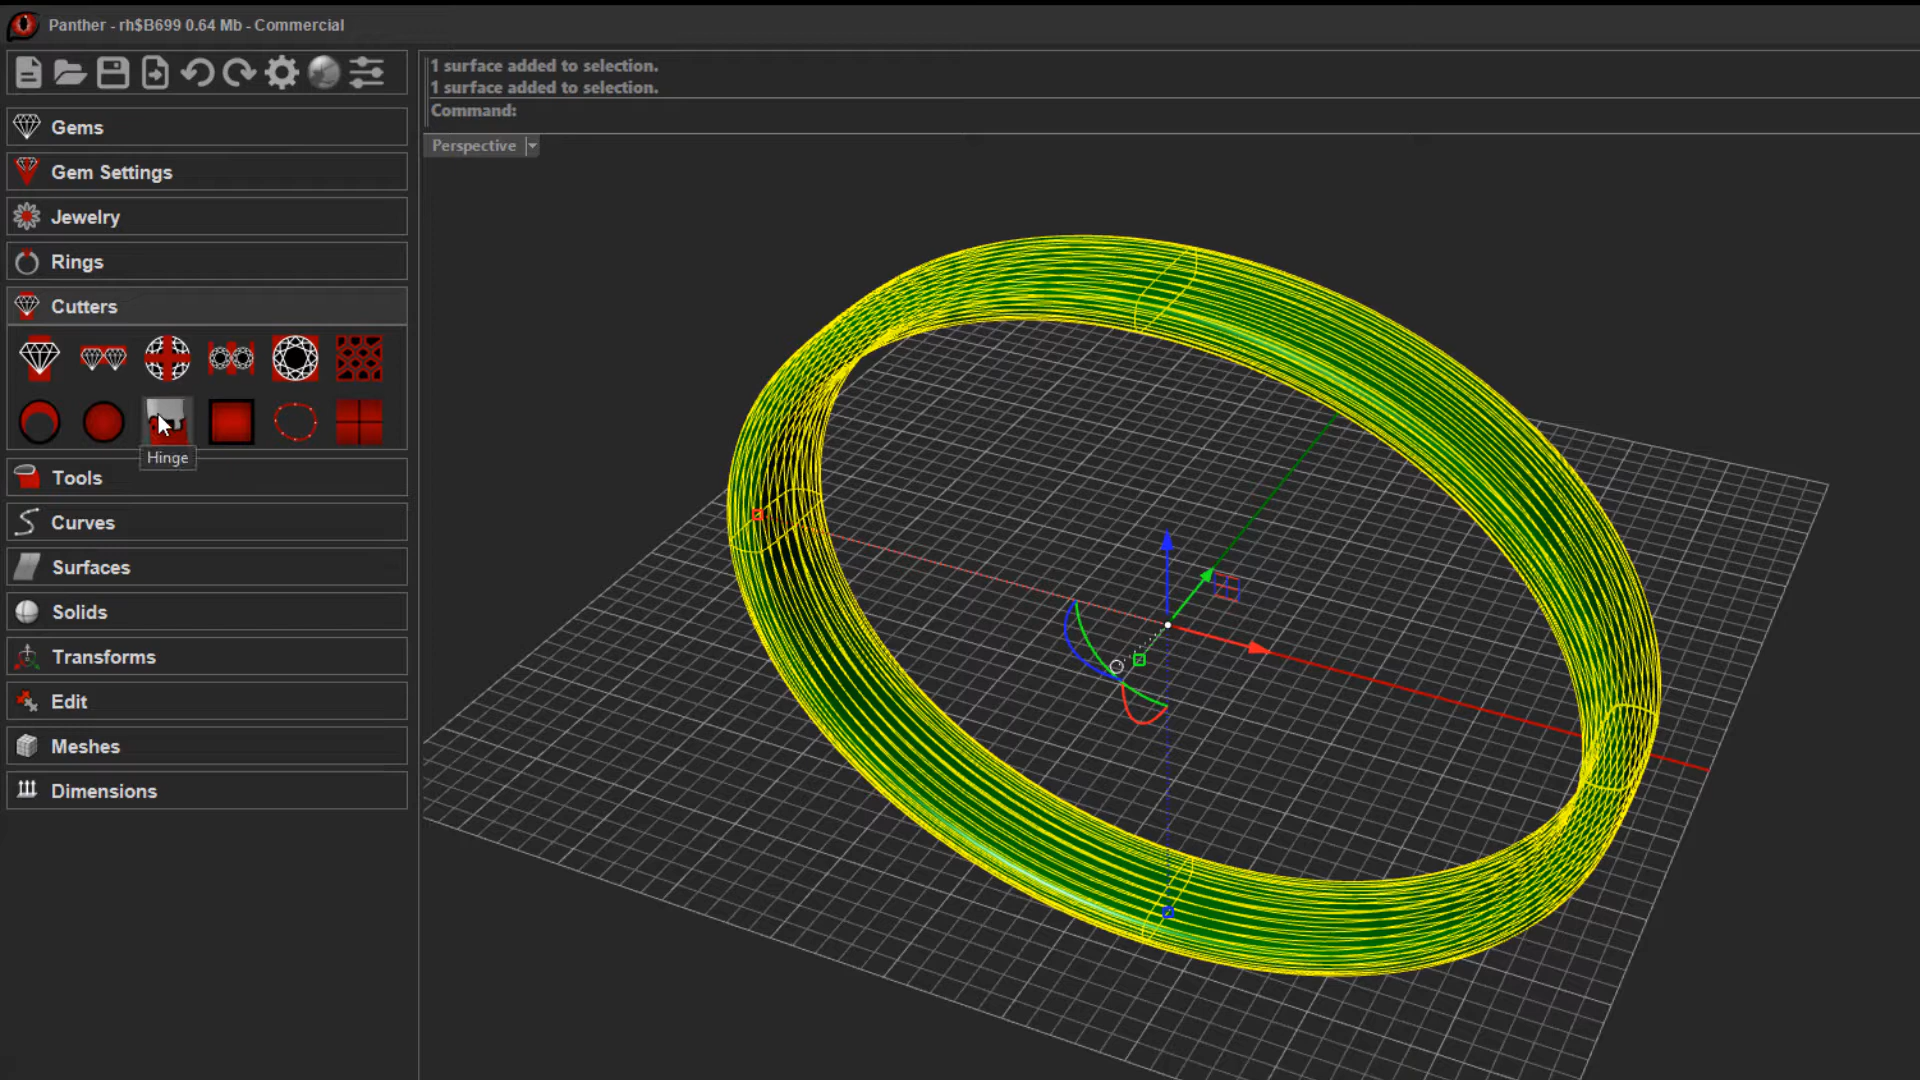 Panther - rh$B699 0.64 Mb - Commercial
1 surface added to selection.
1 surface added to selection.
Command:
Perspective
Gems
Gem Settings
Jewelry
Rings
Cutters
Hinge
Tools
Curves
Surfaces
Solids
Transforms
Edit
Meshes
Dimensions